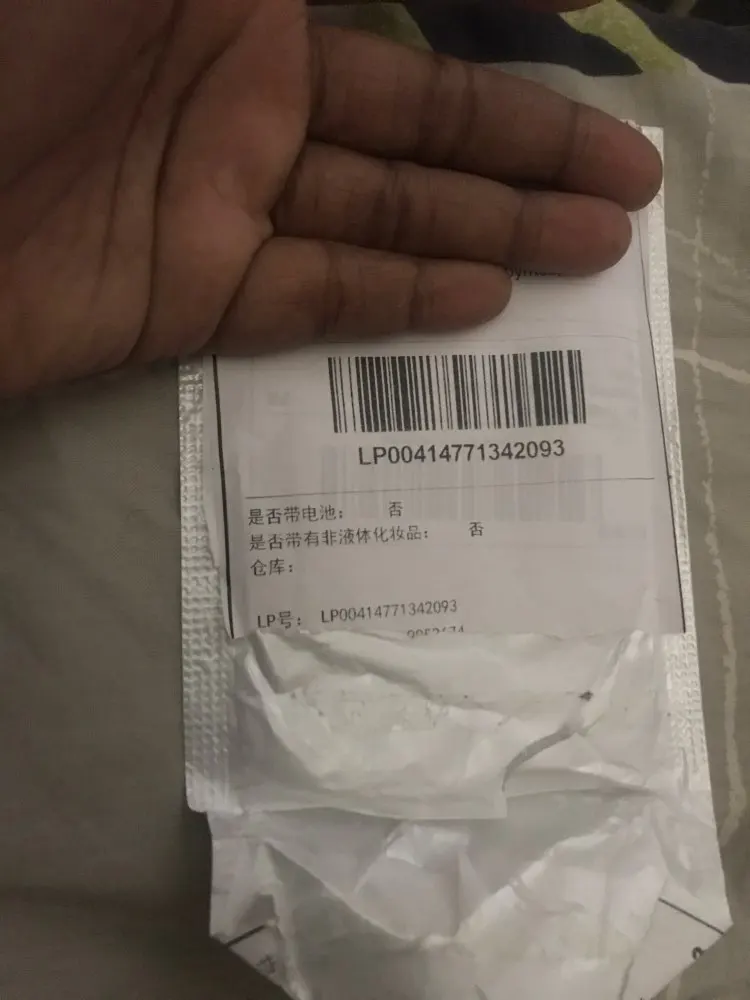 LP00414771342093
是否带电池： 否
是否带有非液体化妆品： 否
仓库：
LP号： LP00414771342093